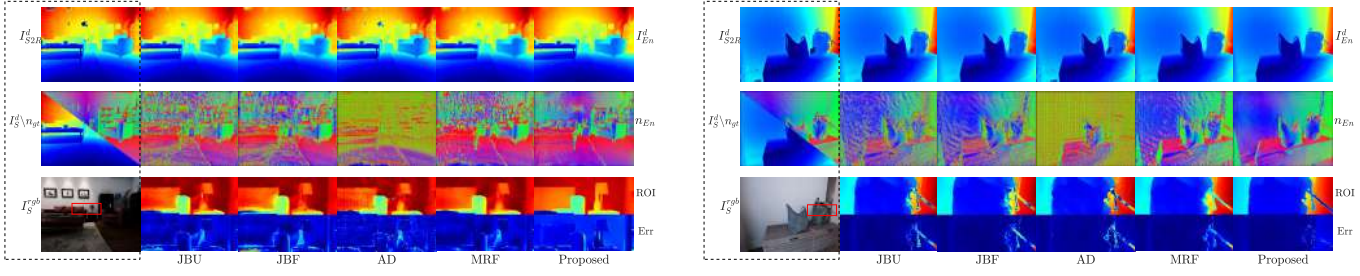 I^d_{S2R} I^d_{En}
I^d_S\n_{gt} n_{En}
I^{rgb}_S ROI
Err
JBU JBF AD MRF Proposed
I^d_{S2R} I^d_{En}
I^d_S\n_{gt} n_{En}
I^{rgb}_S ROI
Err
JBU JBF AD MRF Proposed